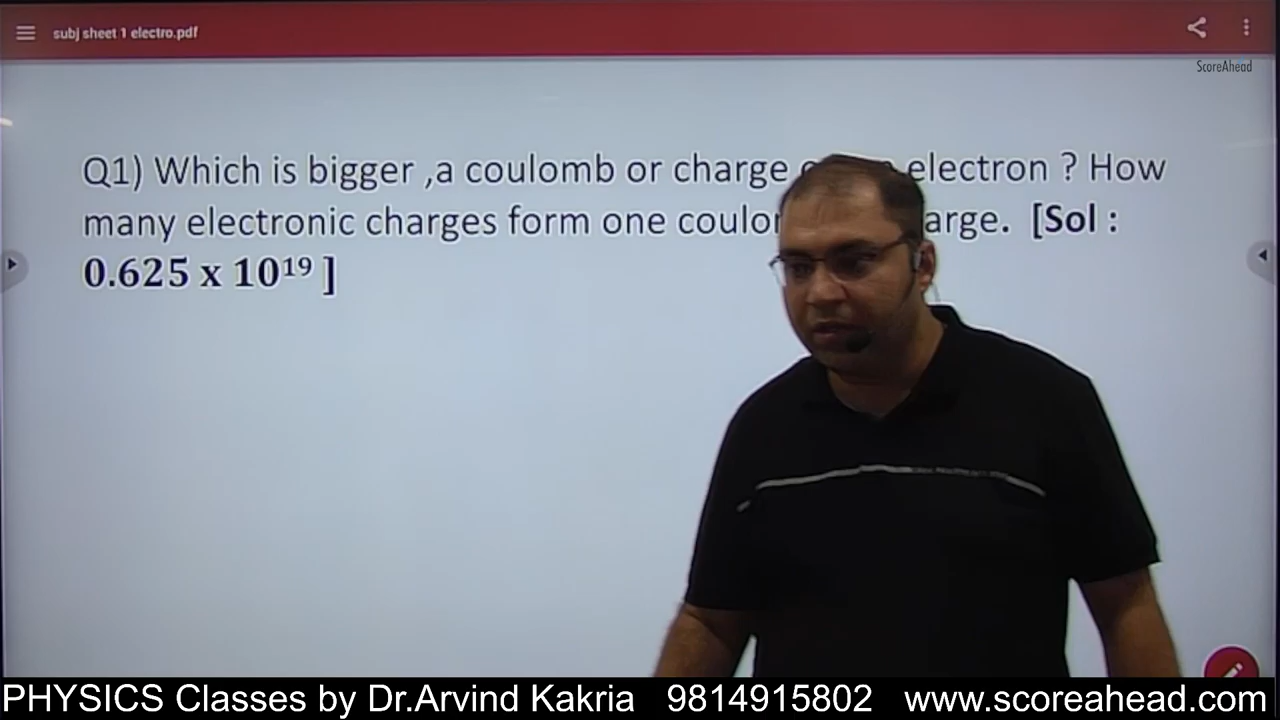 subj sheet 1 electro.pdf
ScoreAhead
Q1) Which is bigger ,a coulomb or charge electron ? How
many electronic charges form one [Sol :
0.625 x 10¹⁹ ]
PHYSICS Classes by Dr.Arvind Kakria 9814915802 www.scoreahead.com